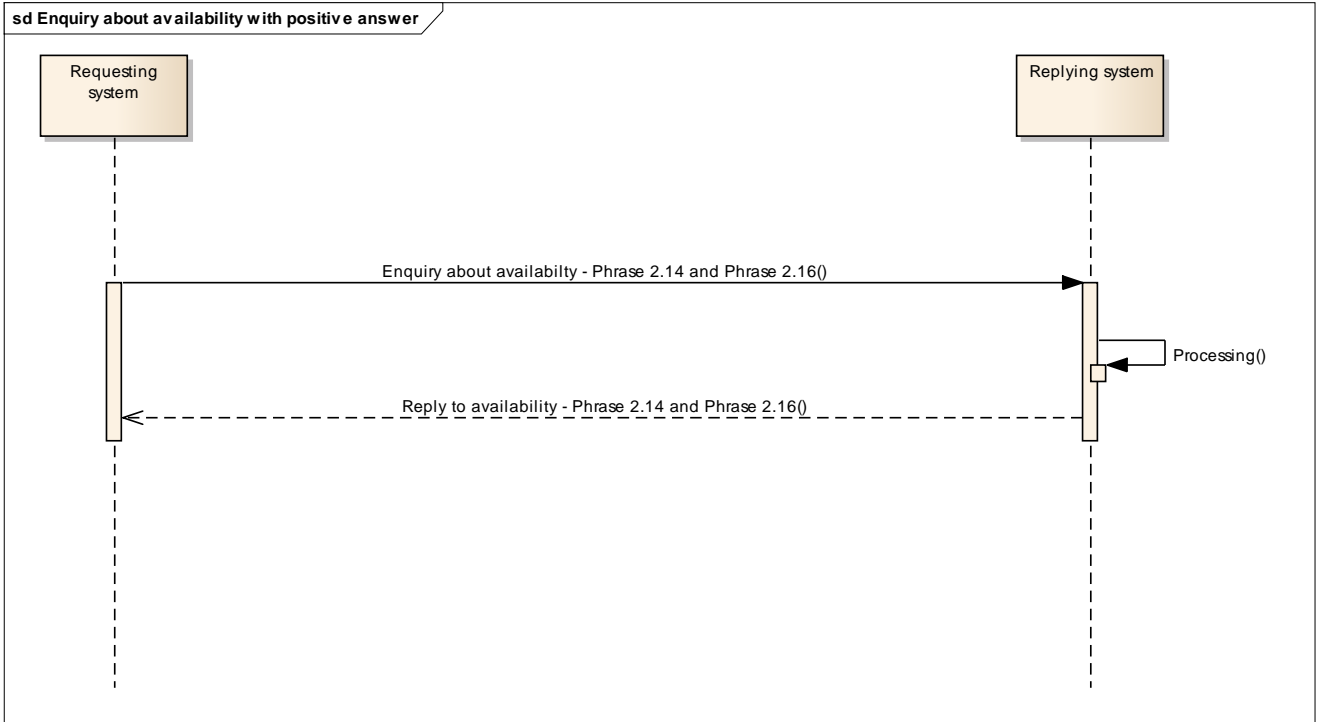 sd Enquiry about availability with positive answer
Requesting
system
Replying system
Enquiry about availabilty - Phrase 2.14 and Phrase 2.16()
Processing()
Reply to availability - Phrase 2.14 and Phrase 2.16()